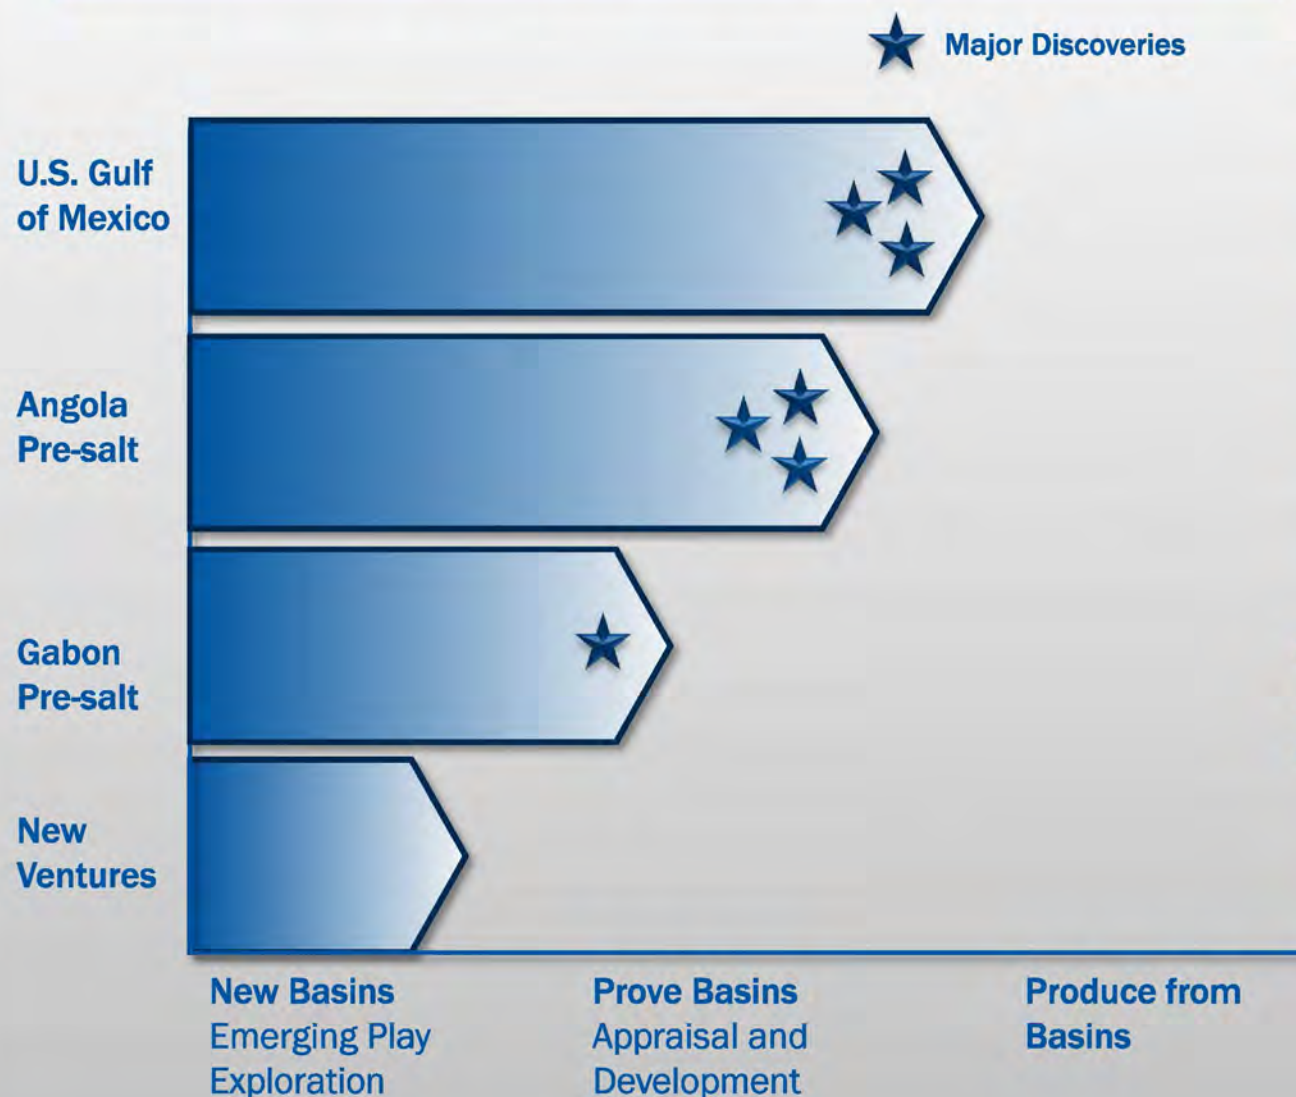 Major Discoveries
U.S. Gulf
of Mexico
Angola
Pre-salt
Gabon
Pre-salt
New
Ventures
New Basins
Emerging Play
Exploration
Prove Basins
Appraisal and
Development
Produce from
Basins